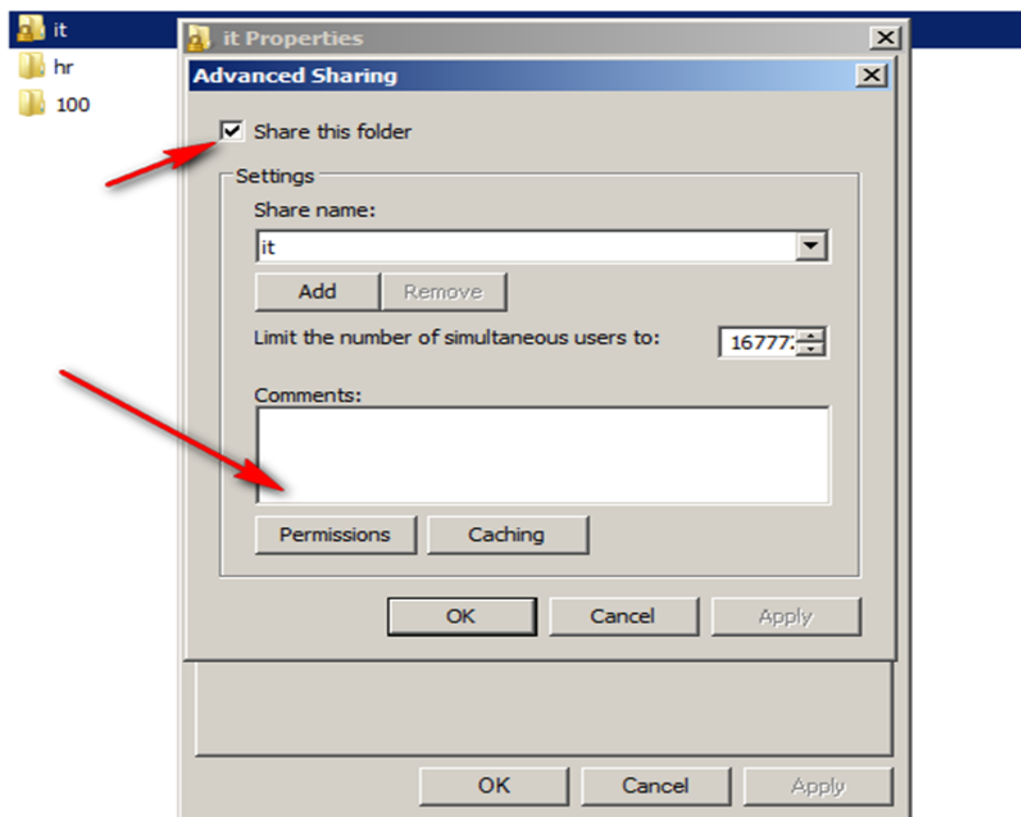 it
hr
100
it Properties
Advanced Sharing
Share this folder
Settings
Share name:
it
Add Remove
Limit the number of simultaneous users to:
16777
Comments:
Permissions Caching
OK Cancel Apply
OK Cancel Apply